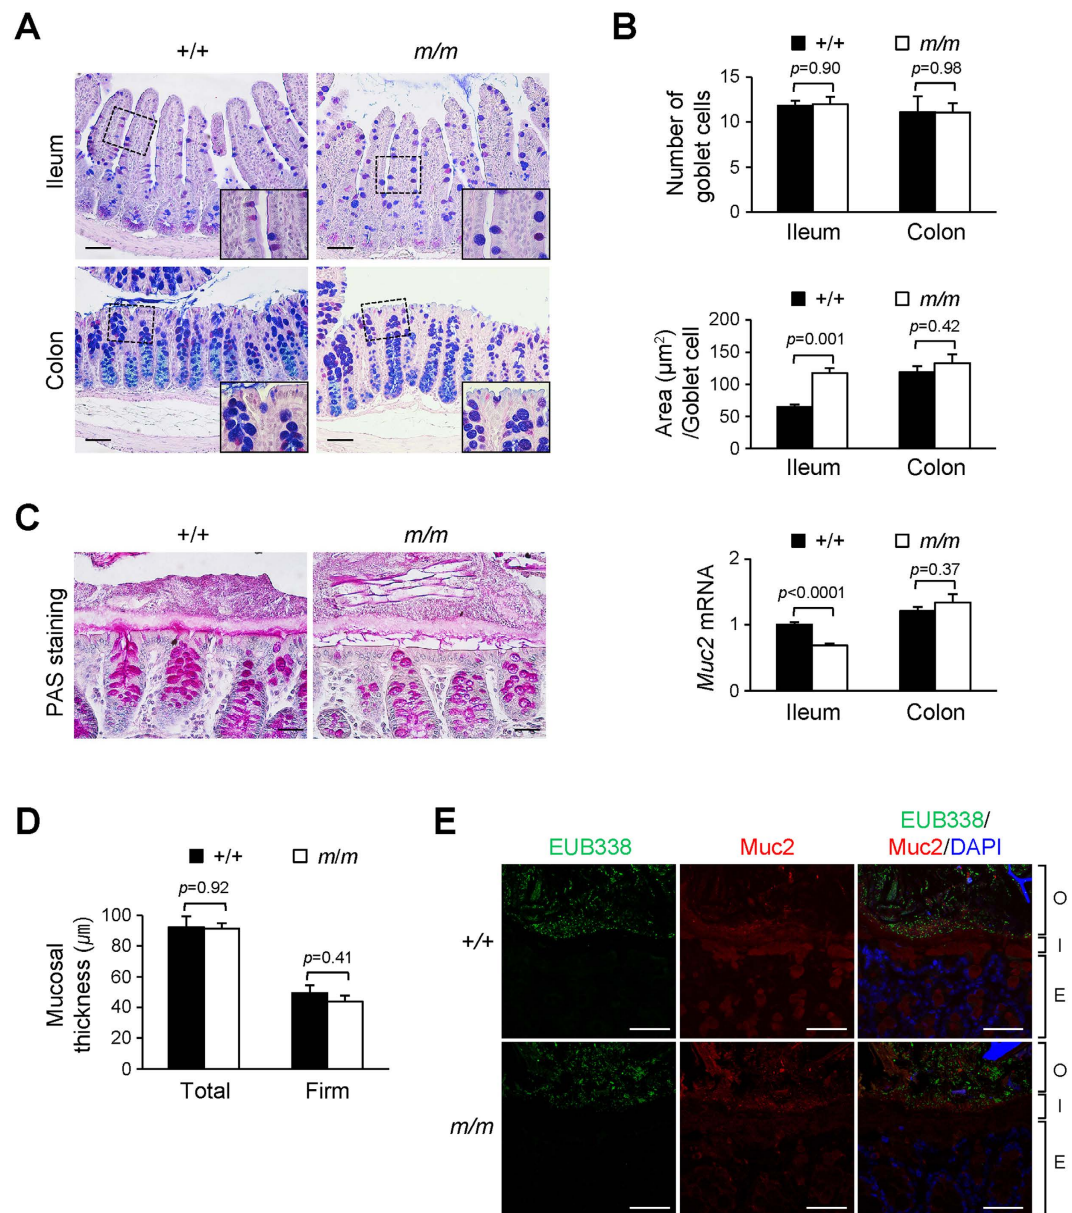 A
+/+
m/m
Ileum
Colon
B
+/+
m/m
p=0.90
p=0.98
Number of
goblet cells
15
10
5
0
Ileum
Colon
+/+
m/m
p=0.001
p=0.42
Area (µm²)
/Goblet cell
200
150
100
50
0
Ileum
Colon
+/+
m/m
p<0.0001
p=0.37
Muc2 mRNA
2
1
0
Ileum
Colon
C
+/+
m/m
PAS staining
D
+/+
m/m
p=0.92
p=0.41
Mucosal
thickness (㎛)
100
80
60
40
20
0
Total
Firm
E
EUB338
Muc2
EUB338/
Muc2/DAPI
+/+
O
I
E
m/m
O
I
E